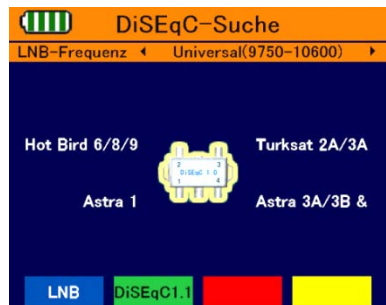 DiSEqC-Suche
LNB-Frequenz Universal(9750-10600)
Hot Bird 6/8/9 Turksat 2A/3A
2 3
DiSEqC 1.0
1 4
Astra 1 Astra 3A/3B &
LNB DiSEqC1.1